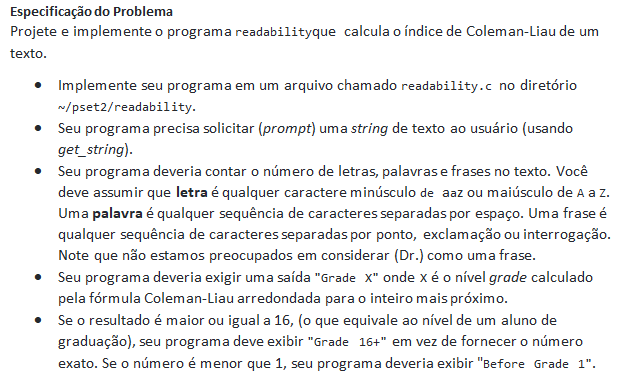 Especificação do Problema
Projete e implemente o programa readabilityque calcula o índice de Coleman-Liau de um
texto.
• Implemente seu programa em um arquivo chamado readability.c no diretório
~/pset2/readability.
• Seu programa precisa solicitar (prompt) uma string de texto ao usuário (usando
get_string).
• Seu programa deveria contar o número de letras, palavras e frases no texto. Você
deve assumir que letra é qualquer caractere minúsculo de aaz ou maiúsculo de A a Z.
Uma palavra é qualquer sequência de caracteres separadas por espaço. Uma frase é
qualquer sequência de caracteres separadas por ponto, exclamação ou interrogação.
Note que não estamos preocupados em considerar (Dr.) como uma frase.
• Seu programa deveria exigir uma saída "Grade X" onde X é o nível grade calculado
pela fórmula Coleman-Liau arredondada para o inteiro mais próximo.
• Se o resultado é maior ou igual a 16, (o que equivale ao nível de um aluno de
graduação), seu programa deve exibir "Grade 16+" em vez de fornecer o número
exato. Se o número é menor que 1, seu programa deveria exibir "Before Grade 1".